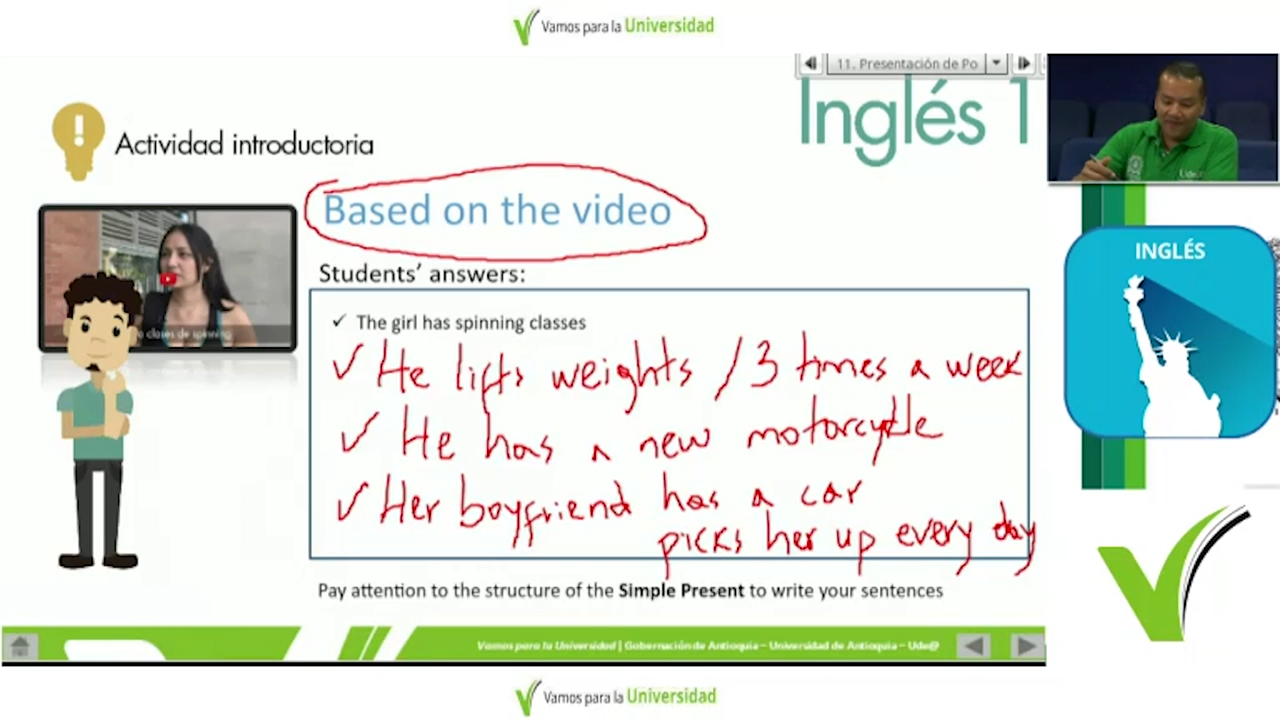 Vamos para la Universidad
11. Presentación de Po
Inglés 1
Actividad introductoria
Based on the video
Students' answers:
clases de spinning
INGLÉS
✓ The girl has spinning classes
✓ He lifts weights / 3 times a week
✓ He has a new motorcycle
✓ Her boyfriend has a car
picks her up every day
Pay attention to the structure of the Simple Present to write your sentences
Vamos para la Universidad | Gobernación de Antioquia – Universidad de Antioquia – Ude@
Vamos para la Universidad